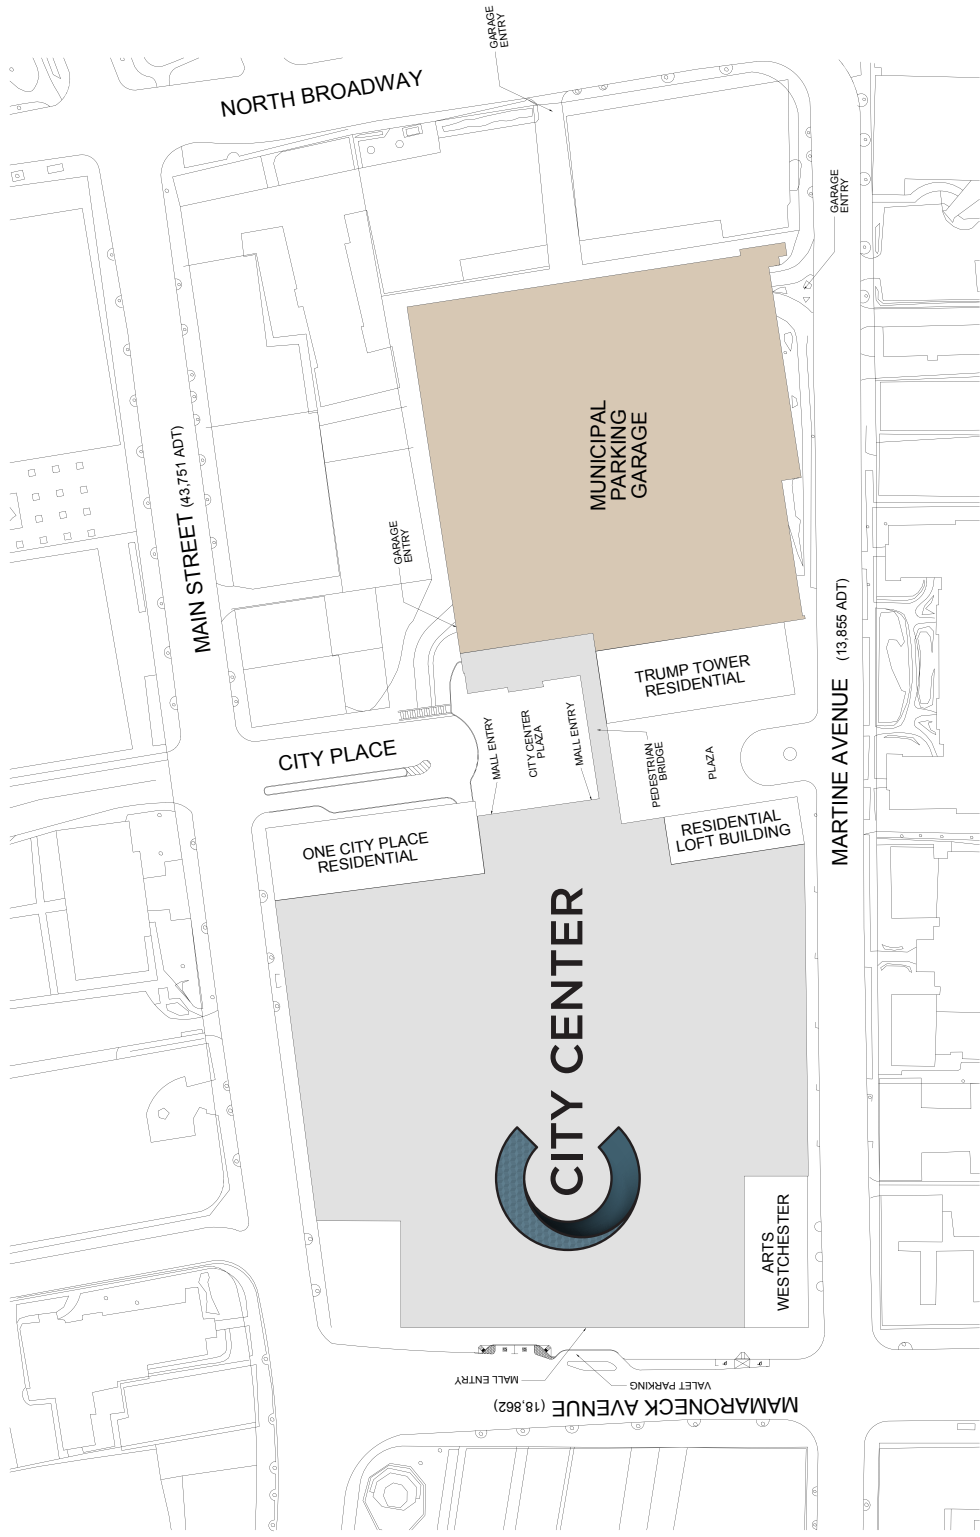 GARAGE
ENTRY
NORTH BROADWAY
GARAGE
ENTRY
MAIN STREET (43,751 ADT)
MUNICIPAL
PARKING
GARAGE
GARAGE
ENTRY
MARTINE AVENUE (13,855 ADT)
TRUMP TOWER
RESIDENTIAL
CITY PLACE
MALL ENTRY
CITY CENTER
PLAZA
MALL ENTRY
PEDESTRIAN
BRIDGE
PLAZA
ONE CITY PLACE
RESIDENTIAL
RESIDENTIAL
LOFT BUILDING
CITY CENTER
ARTS
WESTCHESTER
MALL ENTRY
VALET PARKING
MAMARONECK AVENUE (18,862)